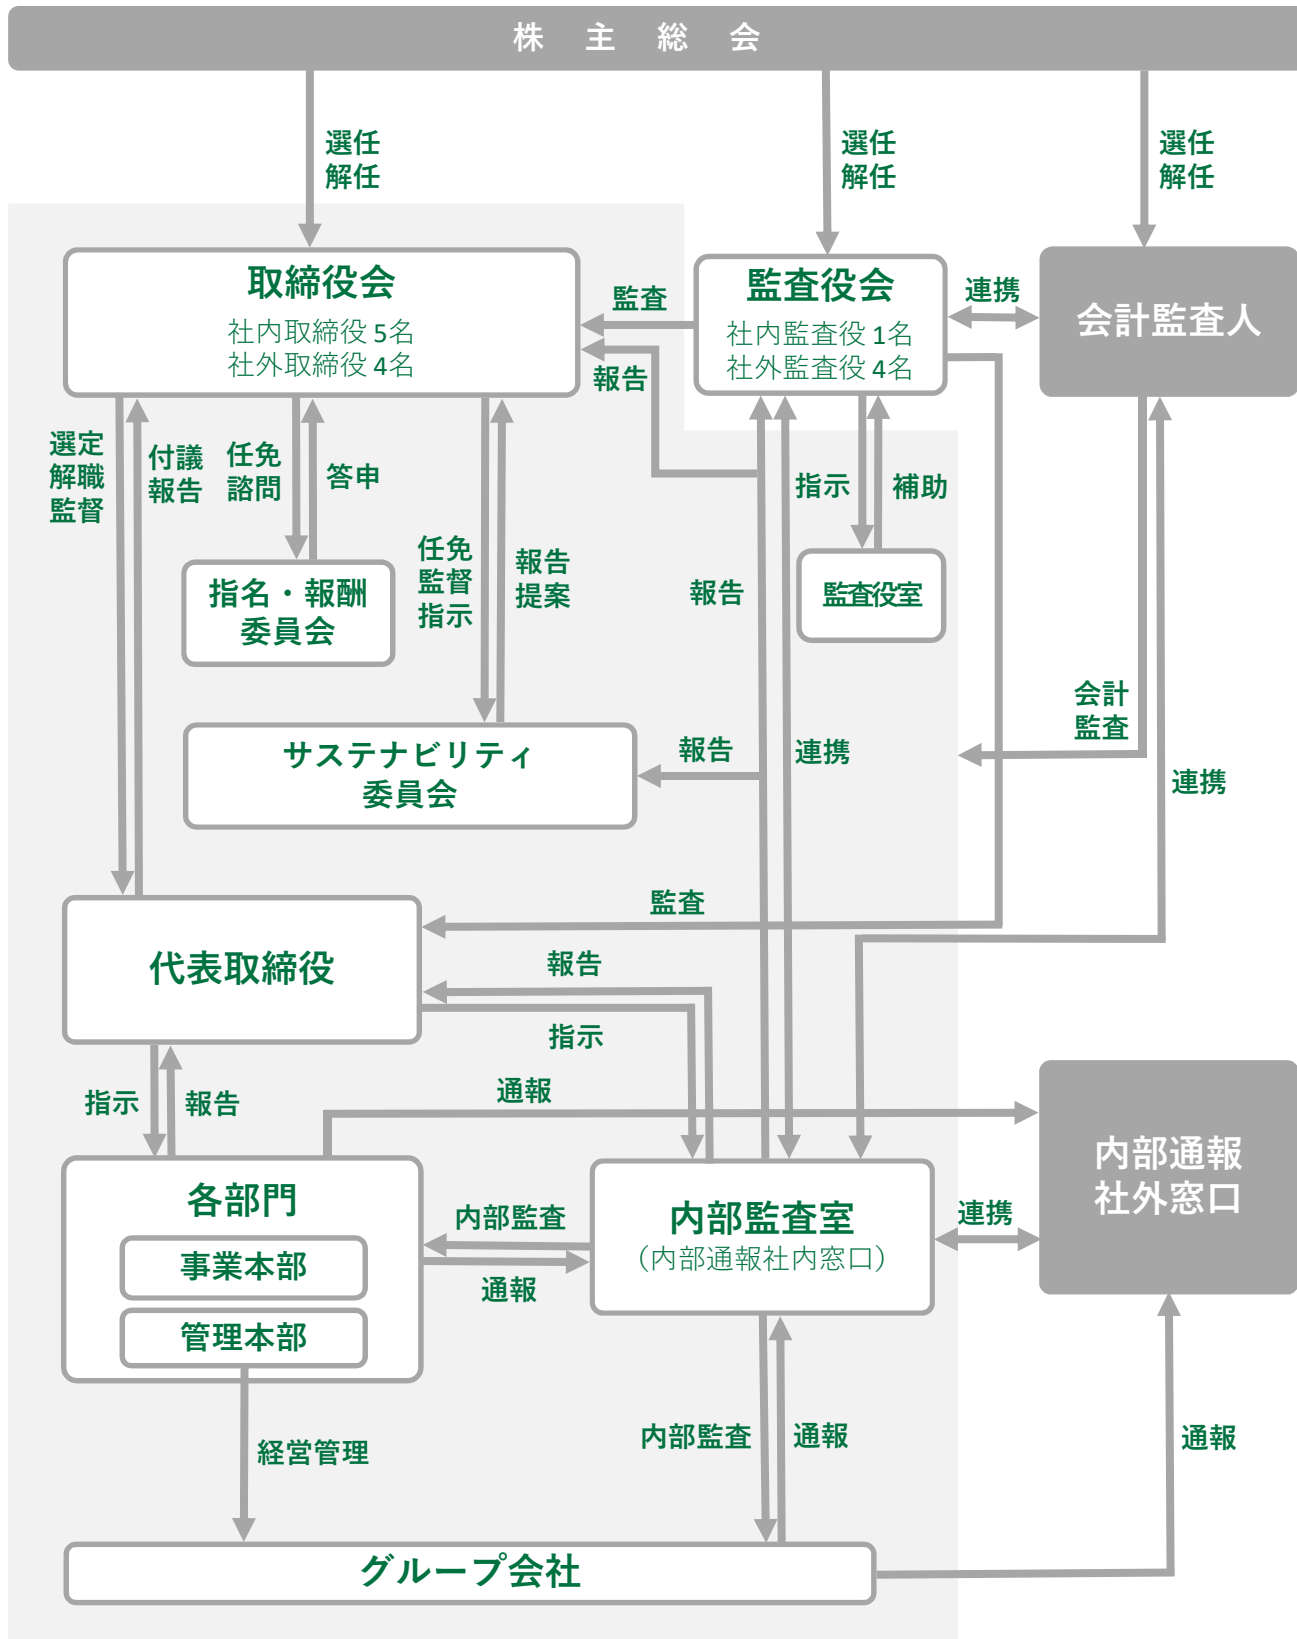 株主総会
選任
解任
選任
解任
選任
解任
取締役会
社内取締役 5名
社外取締役 4名
監査
報告
監査役会
社内監査役 1名
社外監査役 4名
連携
会計監査人
選定
解職
監督
付議
報告
任免
諮問
答申
任免
監督
指示
報告
提案
指示
補助
指名・報酬
委員会
報告
監査役室
サステナビリティ
委員会
報告
連携
会計
監査
連携
監査
代表取締役
報告
指示
指示
報告
通報
内部通報
社外窓口
各部門
事業本部
管理本部
内部監査
通報
内部監査室
（内部通報社内窓口）
連携
経営管理
内部監査
通報
通報
グループ会社